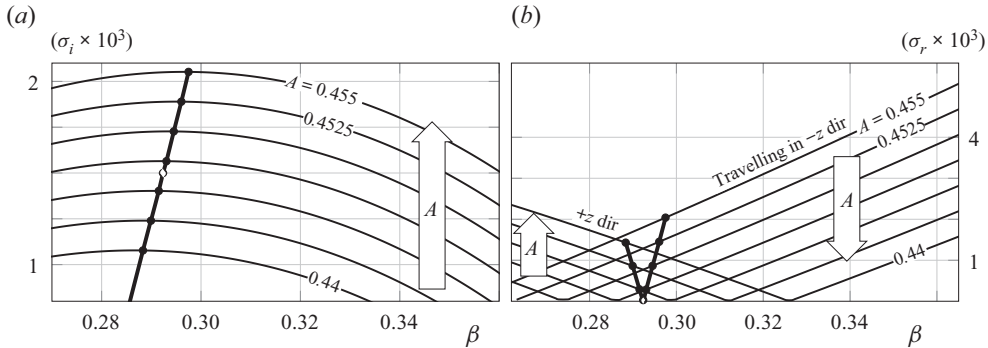 (a) (b)
(σi × 10³) (σr × 10³)
2
A = 0.455
0.4525
A
1
0.44
0.28 0.30 0.32 0.34 β
A = 0.455
0.4525
Travelling in −z dir
4
+z dir
A
A
0.44
1
0.28 0.30 0.32 0.34 β